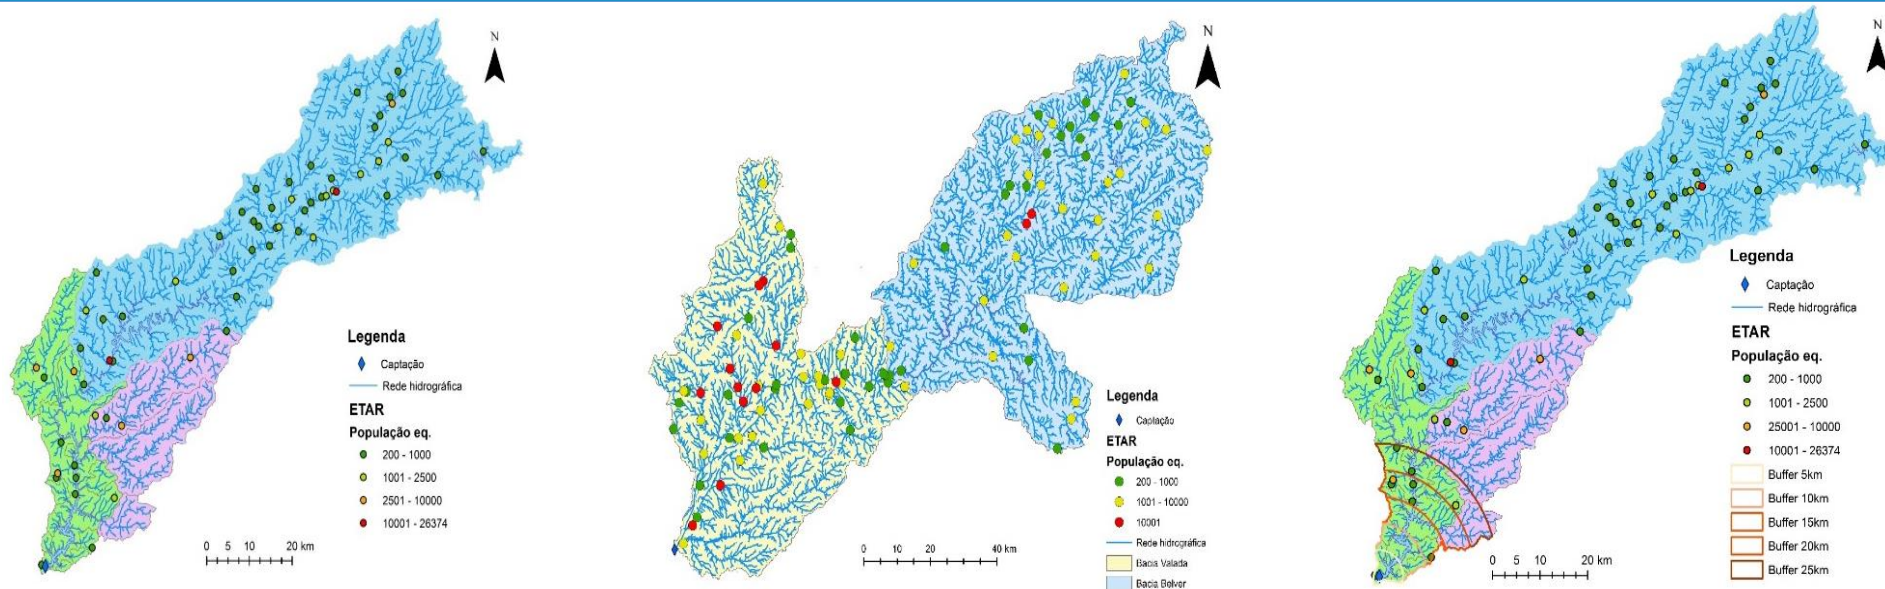 N
Legenda
Captação
Rede hidrográfica
ETAR
População eq.
200 - 1000
1001 - 2500
2501 - 10000
10001 - 26374
0 5 10 20 km
N
Legenda
Captação
ETAR
População eq.
200 - 1000
1001 - 10000
10001
Rede hidrográfica
Bacia Valada
Bacia Belver
0 10 20 40 km
N
Legenda
Captação
Rede hidrográfica
ETAR
População eq.
200 - 1000
1001 - 2500
25001 - 10000
10001 - 26374
Buffer 5km
Buffer 10km
Buffer 15km
Buffer 20km
Buffer 25km
0 5 10 20 km